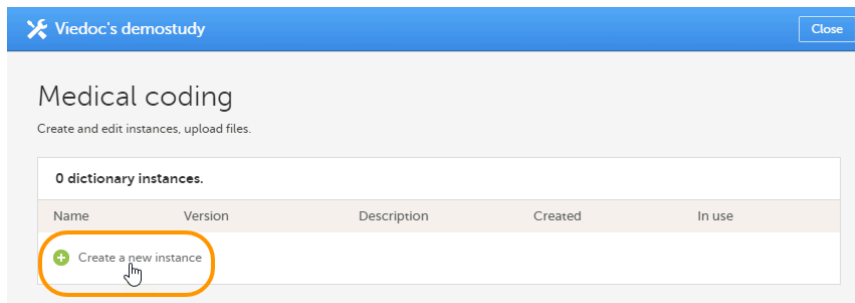 Viedoc's demostudy
Close
Medical coding
Create and edit instances, upload files.
0 dictionary instances.
Name Version Description Created In use
Create a new instance